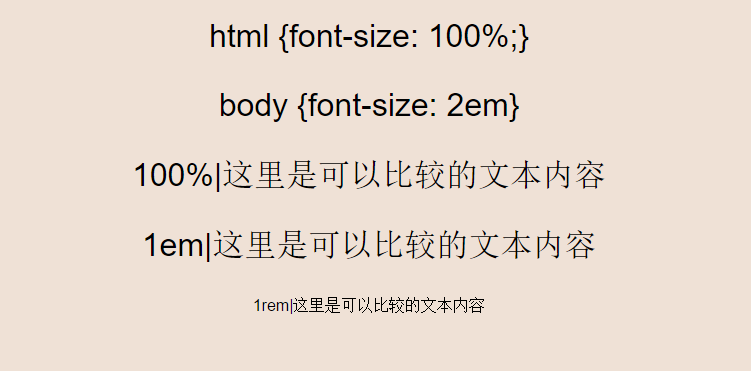 html {font-size: 100%;}
body {font-size: 2em}
100%|这里是可以比较的文本内容
1em|这里是可以比较的文本内容
1rem|这里是可以比较的文本内容